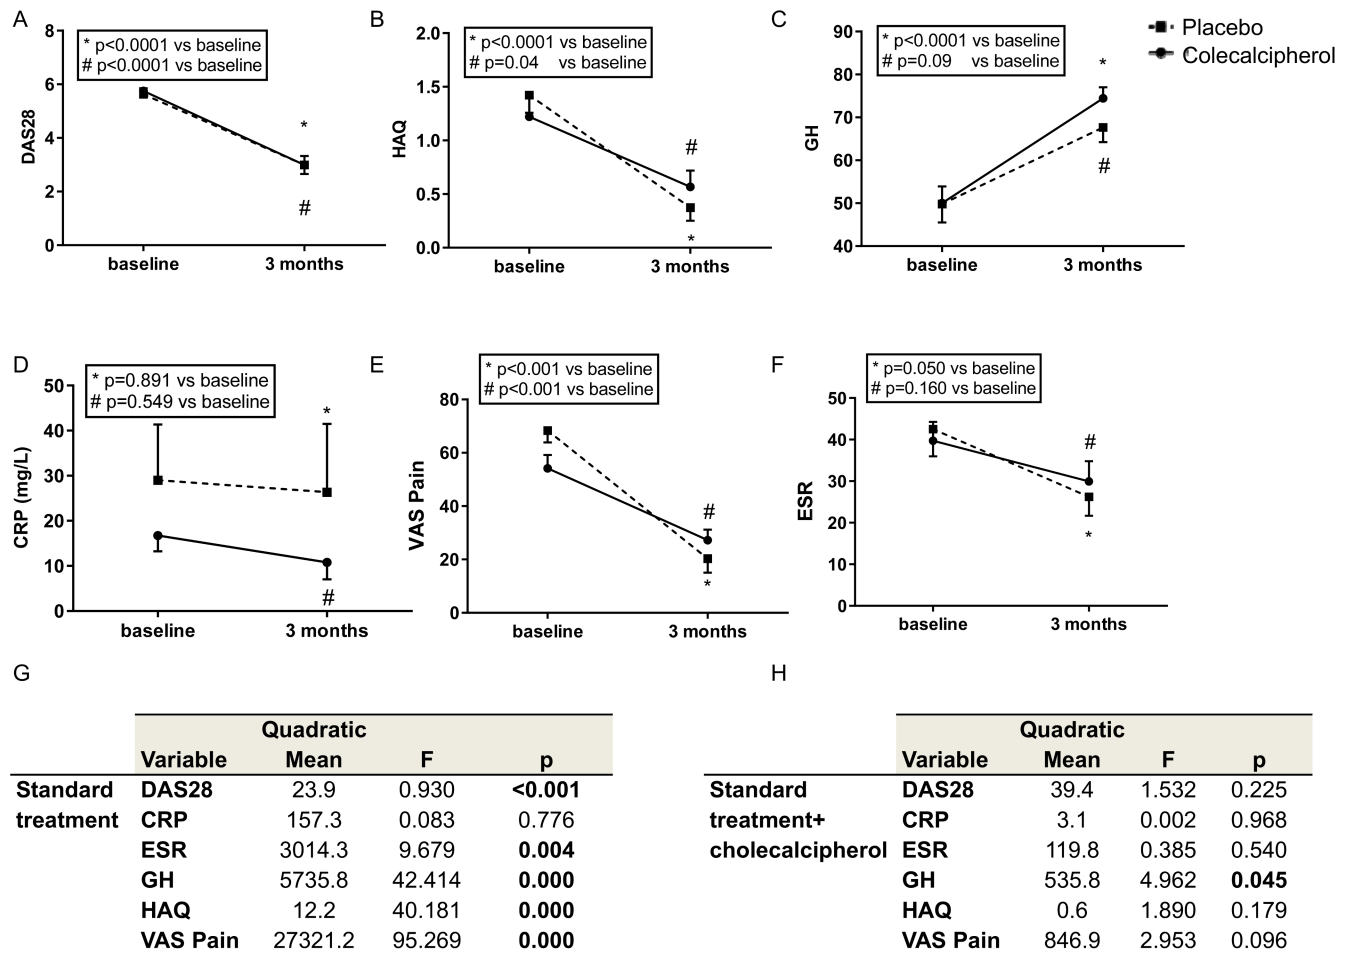 A
8
6
4
2
0
DAS28
* p<0.0001 vs baseline
# p<0.0001 vs baseline
*
#
baseline 3 months
B
2.0
1.5
1.0
0.5
0.0
HAQ
* p<0.0001 vs baseline
# p=0.04 vs baseline
#
*
baseline 3 months
C
90
80
70
60
50
40
GH
* p<0.0001 vs baseline
# p=0.09 vs baseline
*
#
baseline 3 months
Placebo
Colecalcipherol
D
50
40
30
20
10
0
CRP (mg/L)
* p=0.891 vs baseline
# p=0.549 vs baseline
*
#
baseline 3 months
E
80
60
40
20
0
VAS Pain
* p<0.001 vs baseline
# p<0.001 vs baseline
#
*
baseline 3 months
F
50
40
30
20
10
0
ESR
* p=0.050 vs baseline
# p=0.160 vs baseline
#
*
baseline 3 months
G
Quadratic
Variable Mean F p
Standard DAS28 23.9 0.930 <0.001
treatment CRP 157.3 0.083 0.776
ESR 3014.3 9.679 0.004
GH 5735.8 42.414 0.000
HAQ 12.2 40.181 0.000
VAS Pain 27321.2 95.269 0.000
H
Quadratic
Variable Mean F p
Standard DAS28 39.4 1.532 0.225
treatment+ CRP 3.1 0.002 0.968
cholecalcipherol ESR 119.8 0.385 0.540
GH 535.8 4.962 0.045
HAQ 0.6 1.890 0.179
VAS Pain 846.9 2.953 0.096